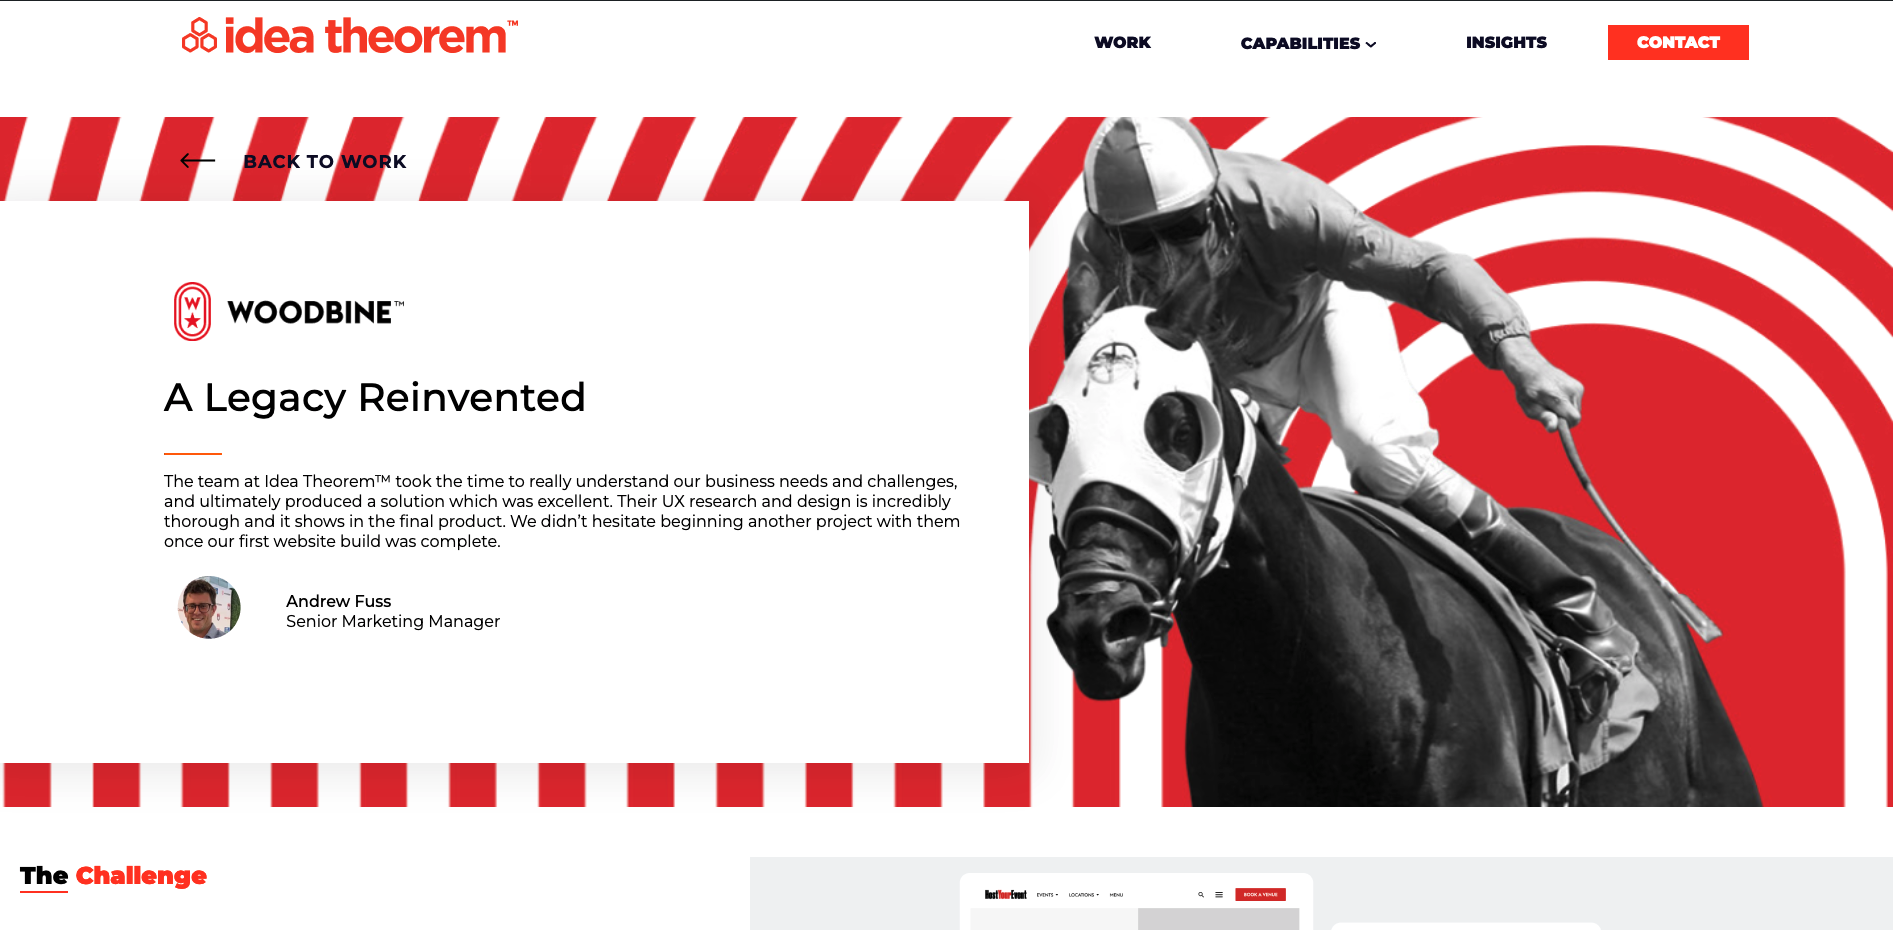 idea theorem™
WORK
CAPABILITIES
INSIGHTS
CONTACT
BACK TO WORK
W
WOODBINE™
A Legacy Reinvented
The team at Idea Theorem™ took the time to really understand our business needs and challenges,
and ultimately produced a solution which was excellent. Their UX research and design is incredibly
thorough and it shows in the final product. We didn’t hesitate beginning another project with them
once our first website build was complete.
Andrew Fuss
Senior Marketing Manager
The Challenge
HostYourEvent
EVENTS
LOCATIONS
MENU
BOOK A VENUE